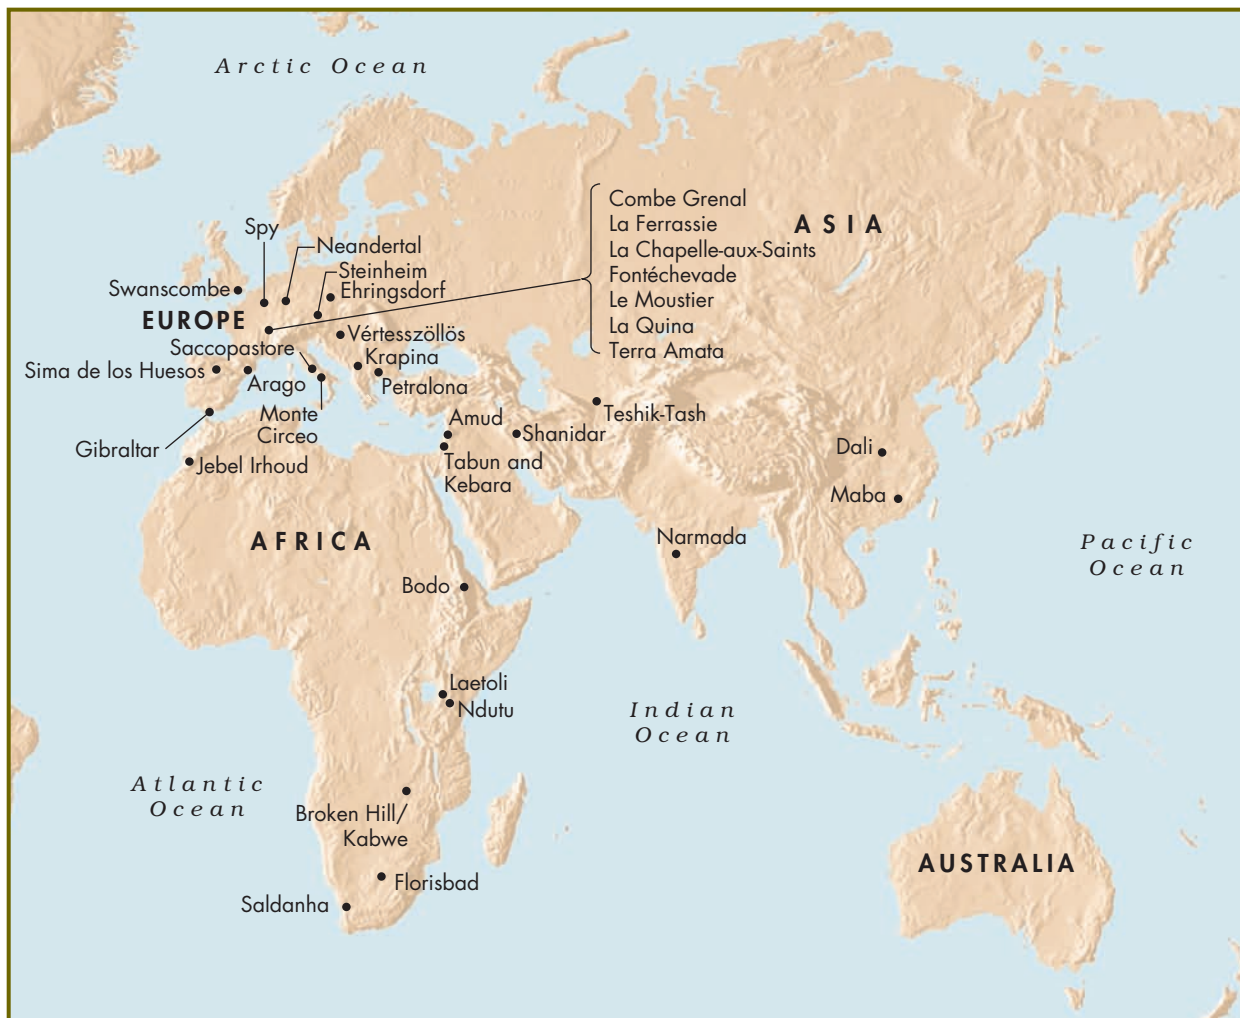 Arctic Ocean
Combe Grenal
La Ferrassie
La Chapelle-aux-Saints
Fontéchevade
Le Moustier
La Quina
Terra Amata
ASIA
Spy
Neandertal
Steinheim
Ehringsdorf
Swanscombe
EUROPE
Vértesszöllös
Saccopastore
Krapina
Sima de los Huesos
Arago
Petralona
Monte
Circeo
Gibraltar
Jebel Irhoud
Amud
Shanidar
Teshik-Tash
Tabun and
Kebara
Dali
Maba
AFRICA
Narmada
Pacific
Ocean
Bodo
Laetoli
Ndutu
Indian
Ocean
Atlantic
Ocean
Broken Hill/
Kabwe
Florisbad
Saldanha
AUSTRALIA